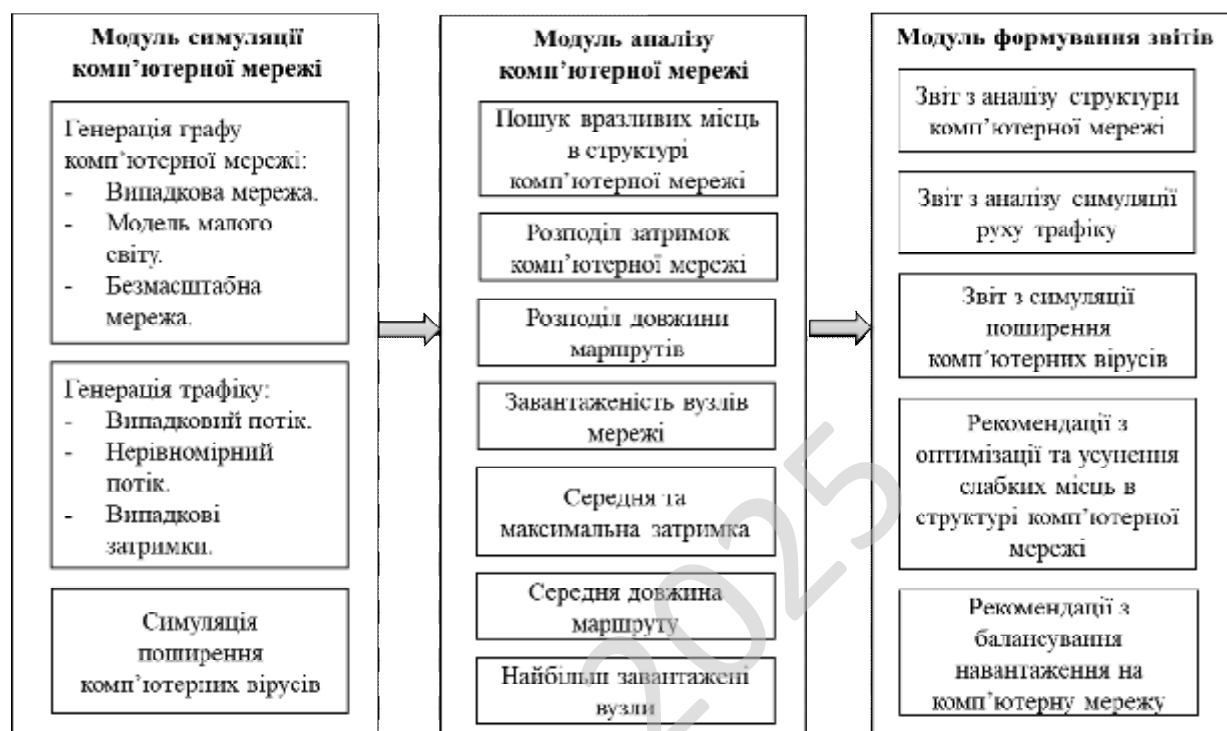 Модуль симуляції
комп’ютерної мережі
Генерація графу
комп’ютерної мережі:
- Випадкова мережа.
- Модель малого
світу.
- Безмасштабна
мережа.
Генерація трафіку:
- Випадковий потік.
- Нерівномірний
потік.
- Випадкові
затримки.
Симуляція
поширення
комп’ютерних вірусів
Модуль аналізу
комп’ютерної мережі
Пошук вразливих місць
в структурі
комп’ютерної мережі
Розподіл затримок
комп’ютерної мережі
Розподіл довжини
маршрутів
Завантаженість вузлів
мережі
Середня та
максимальна затримка
Середня довжина
маршруту
Найбільш завантажені
вузли
Модуль формування звітів
Звіт з аналізу структури
комп’ютерної мережі
Звіт з аналізу симуляції
руху трафіку
Звіт з симуляції
поширення
комп’ютерних вірусів
Рекомендації з
оптимізації та усунення
слабких місць в
структурі комп’ютерної
мережі
Рекомендації з
балансування
навантаження на
комп’ютерну мережу
2025